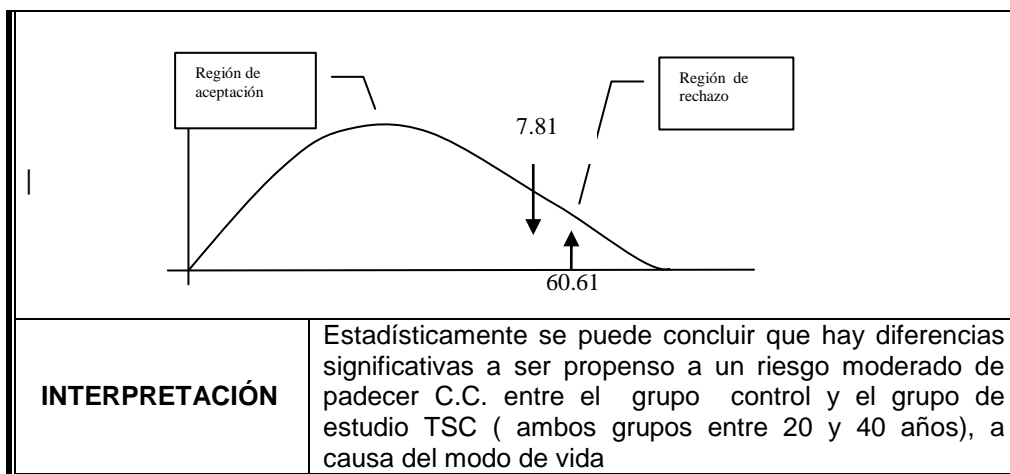 Región de
aceptación
Región de
rechazo
7.81
60.61
INTERPRETACIÓN
Estadísticamente se puede concluir que hay diferencias
significativas a ser propenso a un riesgo moderado de
padecer C.C. entre el grupo control y el grupo de
estudio TSC ( ambos grupos entre 20 y 40 años), a
causa del modo de vida